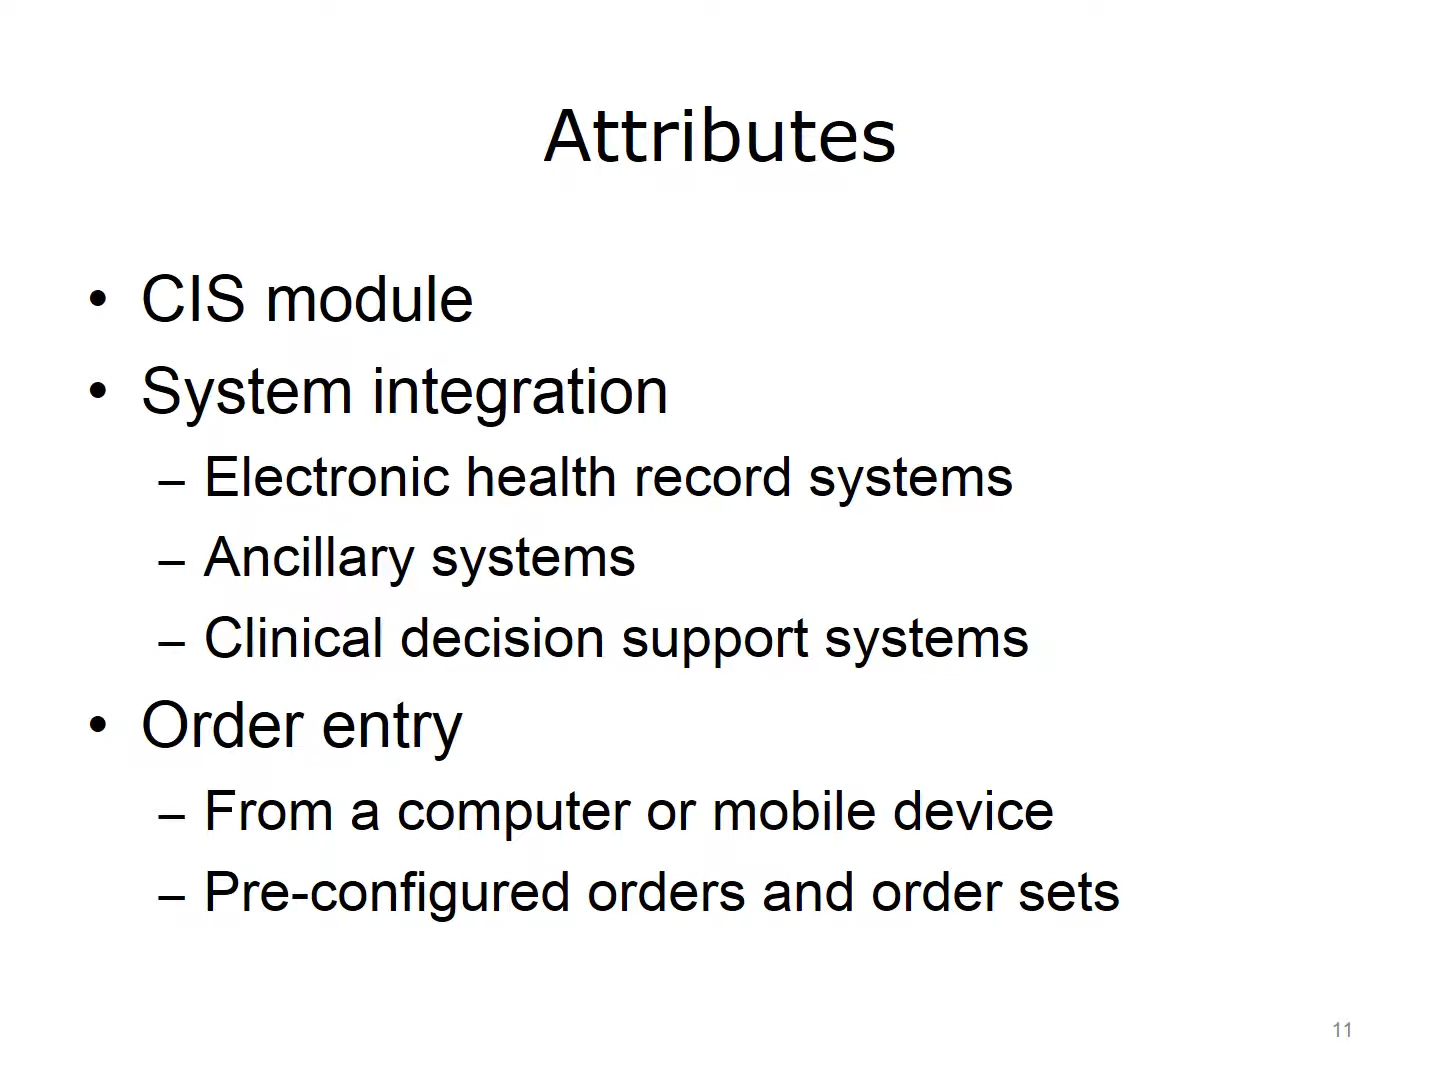 Attributes
• CIS module
• System integration
– Electronic health record systems
– Ancillary systems
– Clinical decision support systems
• Order entry
– From a computer or mobile device
– Pre-configured orders and order sets
11